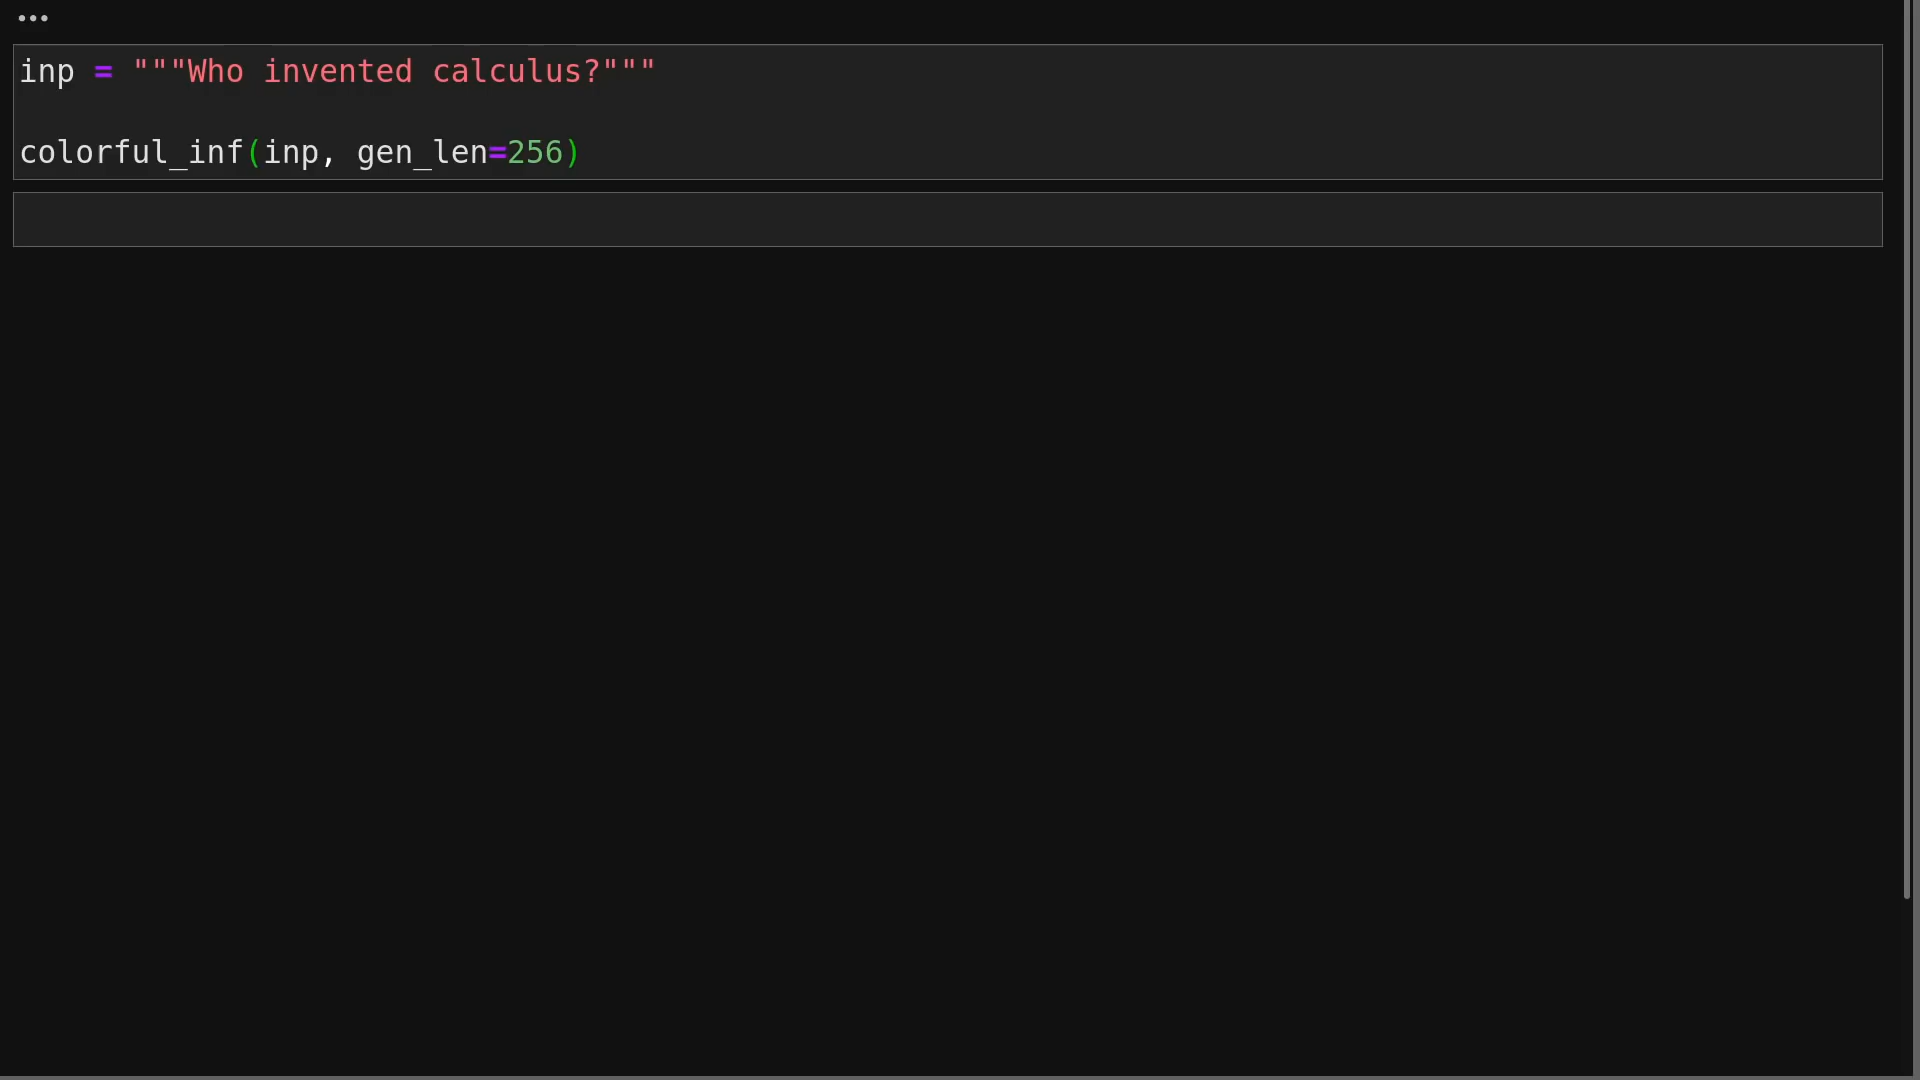 inp = """Who invented calculus?"""
colorful_inf(inp, gen_len=256)